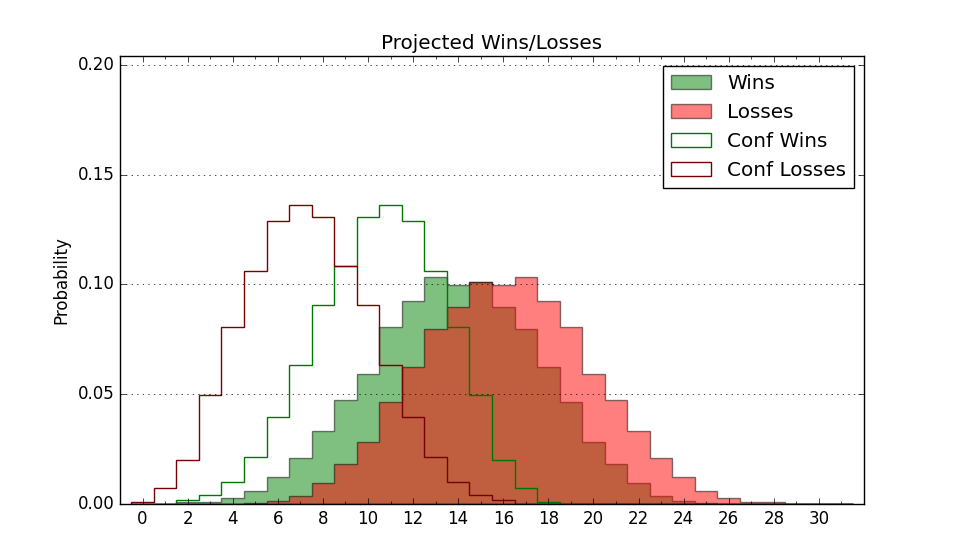 Projected Wins/Losses
0.20
0.15
0.10
0.05
0.00
Probability
Wins
Losses
Conf Wins
Conf Losses
0 2 4 6 8 10 12 14 16 18 20 22 24 26 28 30